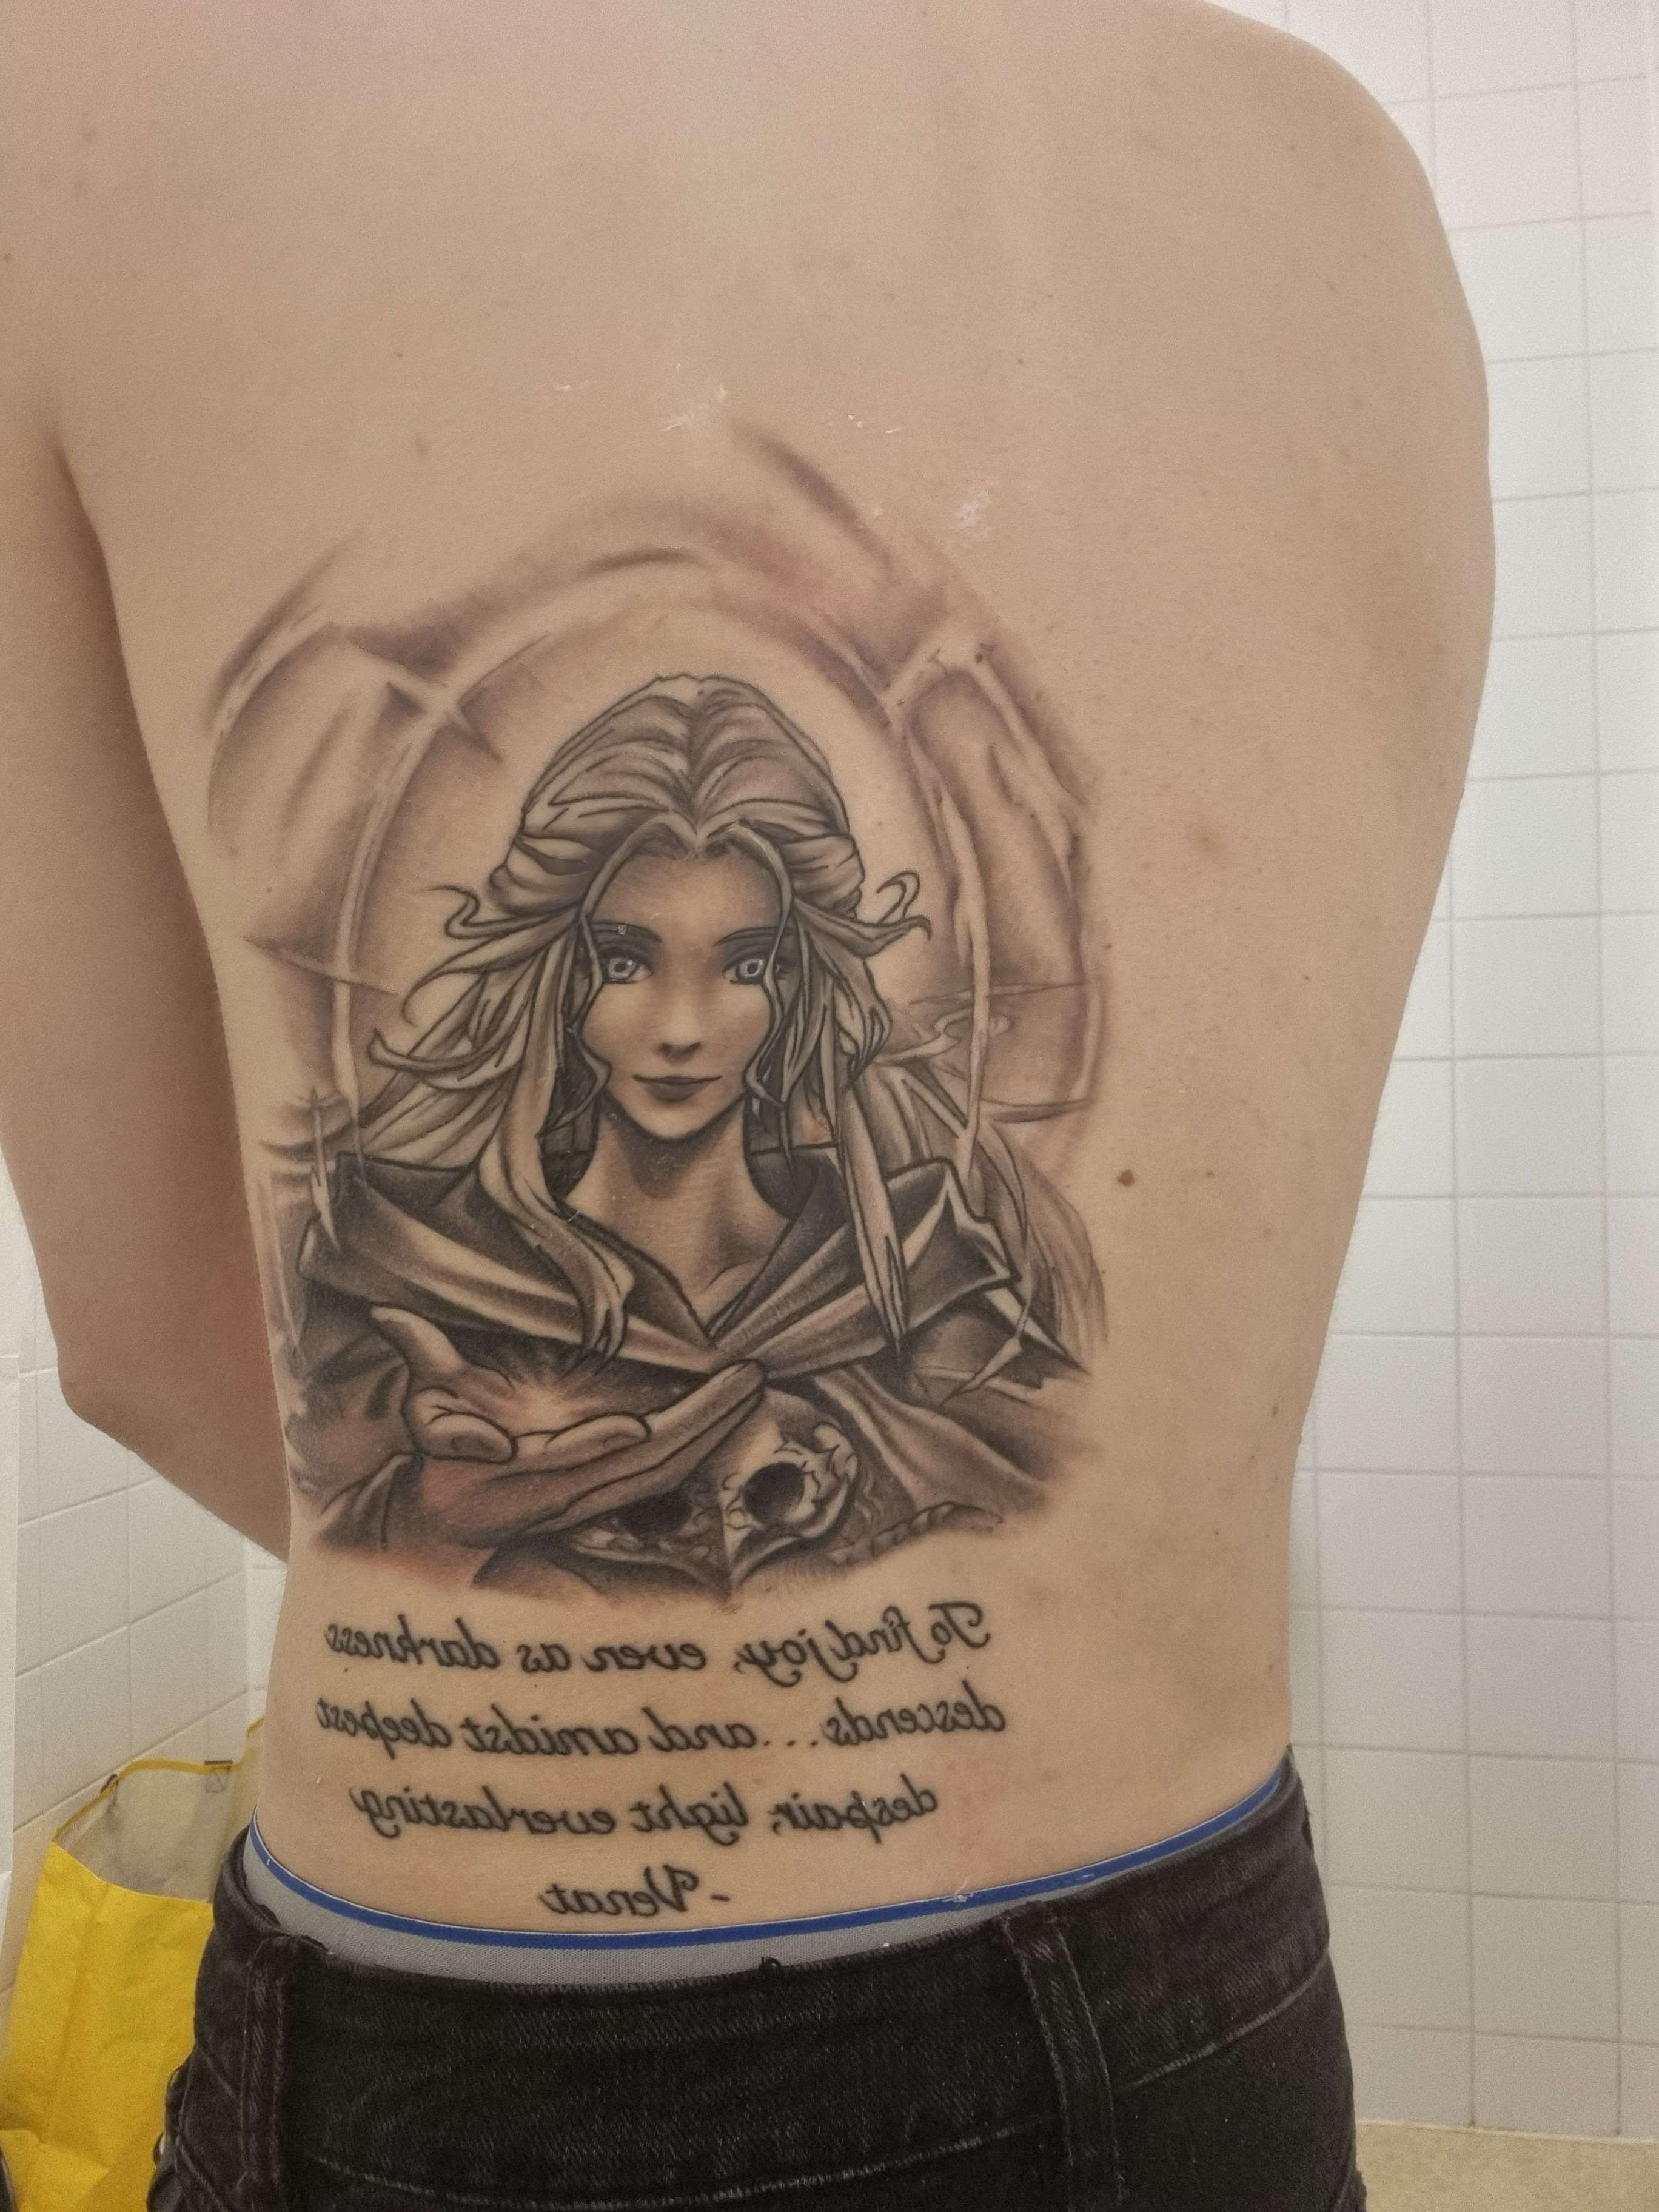 To find joy, even as darkness
descends...and amidst deepest
despair, light everlasting
-Venat